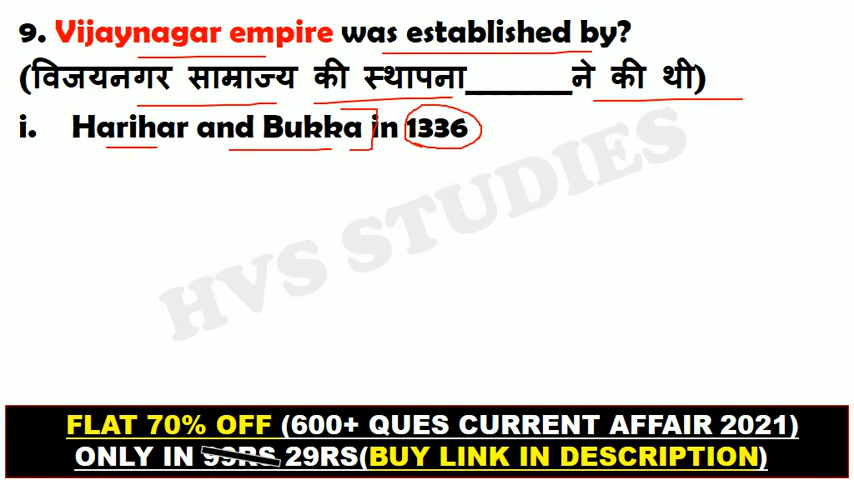 9. Vijaynagar empire was established by?
(विजयनगर साम्राज्य की स्थापना______ने की थी)
i. Harihar and Bukka in 1336
HVS STUDIES
FLAT 70% OFF (600+ QUES CURRENT AFFAIR 2021)
ONLY IN 99RS 29RS(BUY LINK IN DESCRIPTION)